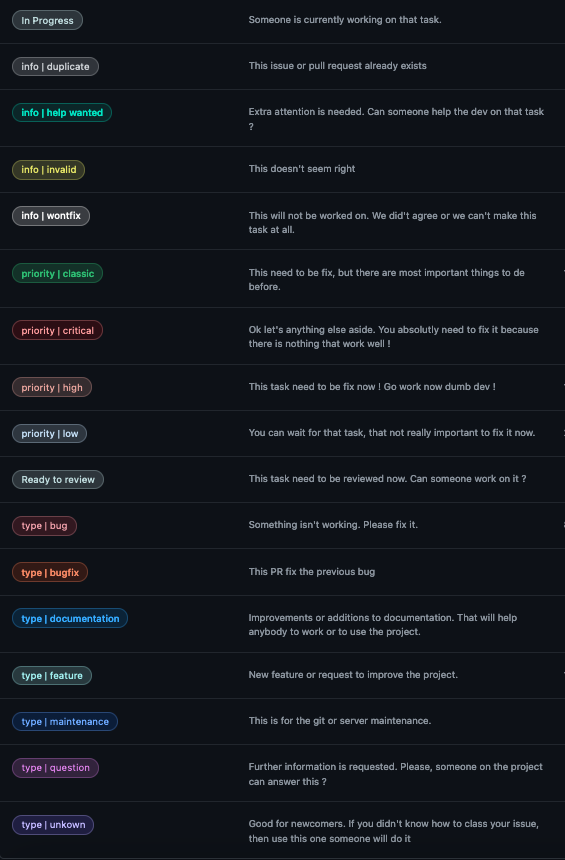 In Progress
Someone is currently working on that task.
info | duplicate
This issue or pull request already exists
info | help wanted
Extra attention is needed. Can someone help the dev on that task
?
info | invalid
This doesn't seem right
info | wontfix
This will not be worked on. We did't agree or we can't make this
task at all.
priority | classic
This need to be fix, but there are most important things to de
before.
priority | critical
Ok let's anything else aside. You absolutly need to fix it because
there is nothing that work well !
priority | high
This task need to be fix now ! Go work now dumb dev !
priority | low
You can wait for that task, that not really important to fix it now.
Ready to review
This task need to be reviewed now. Can someone work on it ?
type | bug
Something isn't working. Please fix it.
type | bugfix
This PR fix the previous bug
type | documentation
Improvements or additions to documentation. That will help
anybody to work or to use the project.
type | feature
New feature or request to improve the project.
type | maintenance
This is for the git or server maintenance.
type | question
Further information is requested. Please, someone on the project
can answer this ?
type | unkown
Good for newcomers. If you didn't know how to class your issue,
then use this one someone will do it